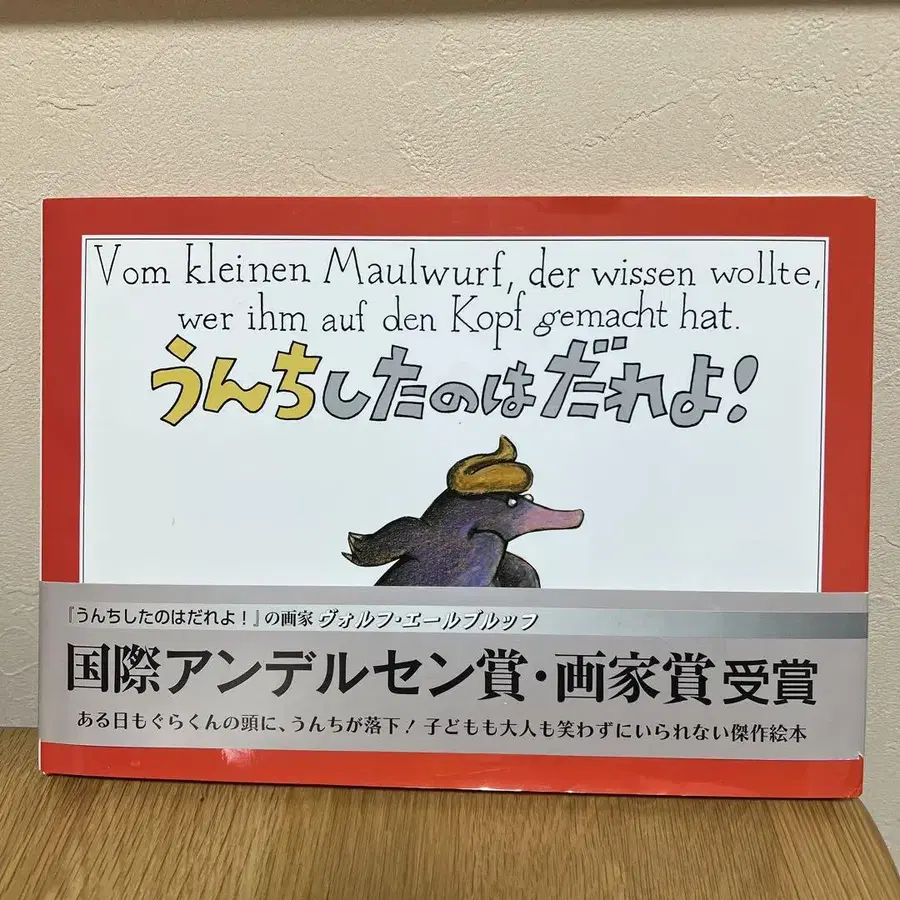 Vom kleinen Maulwurf, der wissen wollte,
wer ihm auf den Kopf gemacht hat.
うんちしたのはだれよ!
『うんちしたのはだれよ!』の画家 ヴォルフ・エールブルッフ
国際アンデルセン賞・画家賞受賞
ある日もぐらくんの頭に、うんちが落下! 子どもも大人も笑わずにいられない傑作絵本